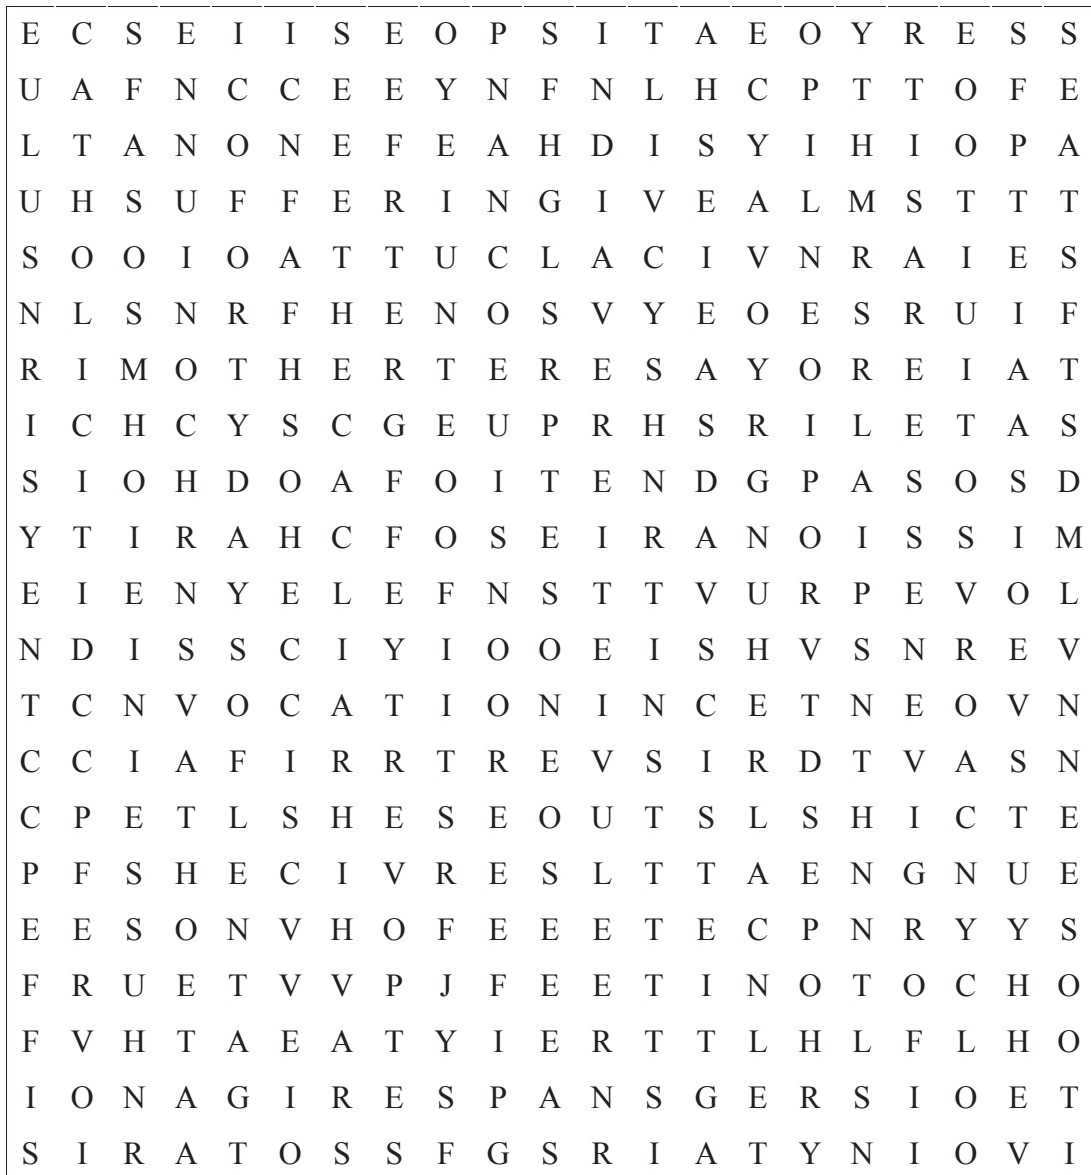 E C S E I I S E O P S I T A E O Y R E S S
U A F N C C E E Y N F N L H C P T T O F E
L T A N O N E F E A H D I S Y I H I O P A
U H S U F F E R I N G I V E A L M S T T T
S O O I O A T T U C L A C I V N R A I E S
N L S N R F H E N O S V Y E O E S R U I F
R I M O T H E R T E R E S A Y O R E I A T
I C H C Y S C G E U P R H S R I L E T A S
S I O H D O A F O I T E N D G P A S O S D
Y T I R A H C F O S E I R A N O I S S I M
E I E N Y E L E F N S T T V U R P E V O L
N D I S S C I Y I O O E I S H V S N R E V
T C N V O C A T I O N I N C E T N E O V N
C C I A F I R R T R E V S I R D T V A S N
C P E T L S H E S E O U T S L S H I C T E
P F S H E C I V R E S L T T A E N G N U E
E E S O N V H O F E E E T E C P N R Y Y S
F R U E T V V P J F E E T I N O T O C H O
F V H T A E A T Y I E R T T L H L F L H O
I O N A G I R E S P A N S G E R S I O E T
S I R A T O S S F G S R I A T Y N I O V I